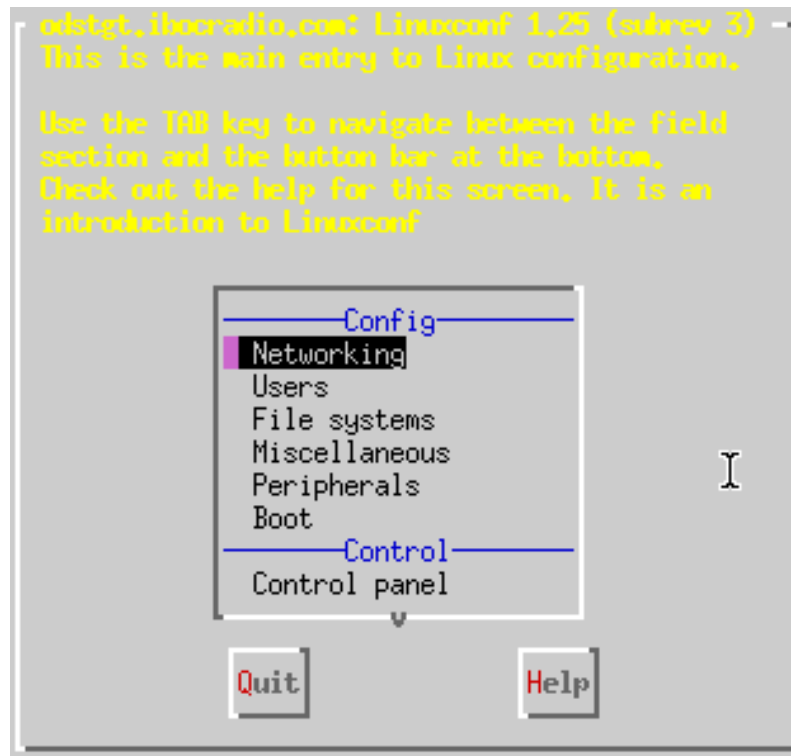 odstgt.ibocradio.com: Linuxconf 1.25 (subrev 3)
This is the main entry to Linux configuration.
Use the TAB key to navigate between the field
section and the button bar at the bottom.
Check out the help for this screen. It is an
introduction to Linuxconf
Config
Networking
Users
File systems
Miscellaneous
Peripherals
Boot
Control
Control panel
v
Quit Help